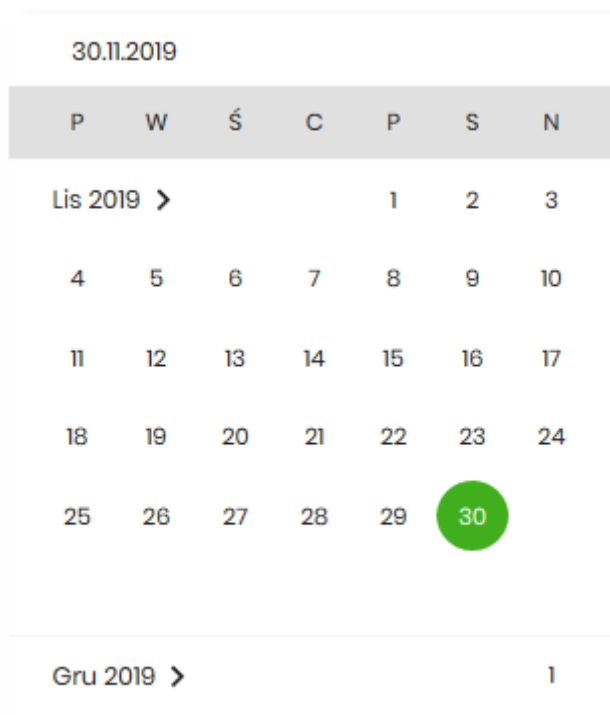 30.11.2019
P W Ś C P S N
Lis 2019 1 2 3
4 5 6 7 8 9 10
11 12 13 14 15 16 17
18 19 20 21 22 23 24
25 26 27 28 29 30
Gru 2019 1